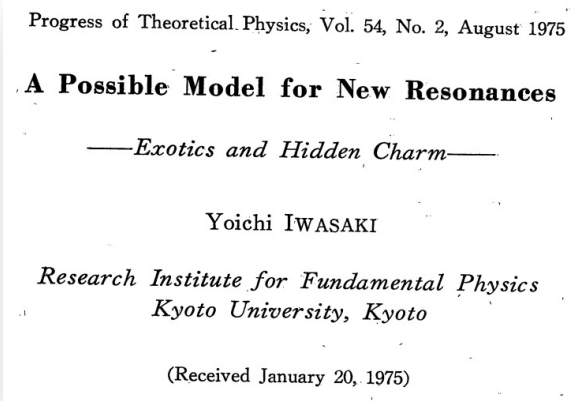 Progress of Theoretical Physics, Vol. 54, No. 2, August 1975
A Possible Model for New Resonances
——Exotics and Hidden Charm——
Yoichi IWASAKI
Research Institute for Fundamental Physics
Kyoto University, Kyoto
(Received January 20, 1975)